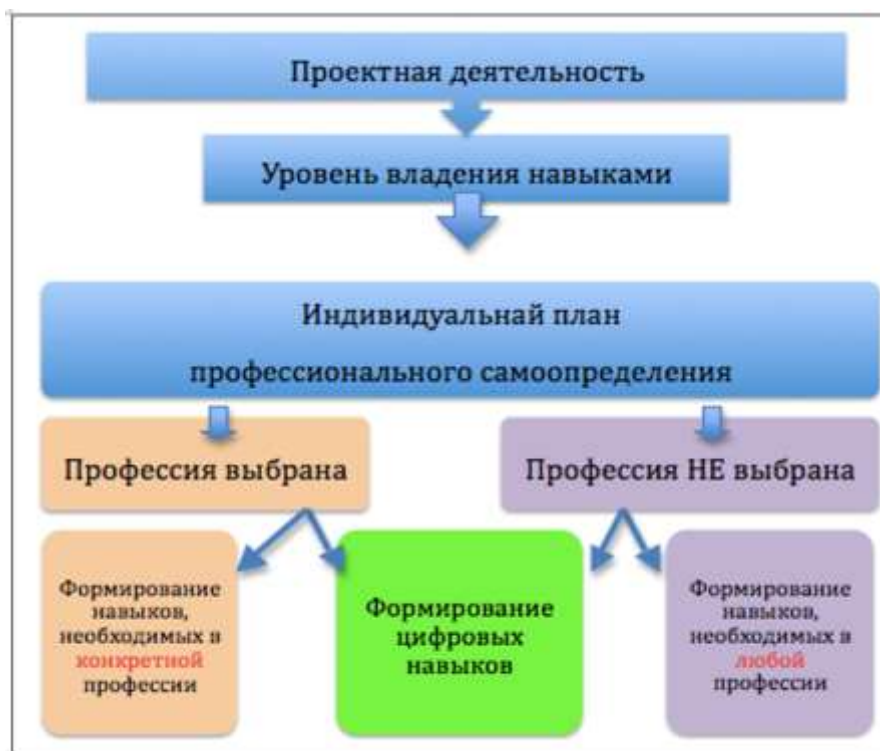 Проектная деятельность
Уровень владения навыками
Индивидуальнай план
профессионального самоопределения
Профессия выбрана
Профессия НЕ выбрана
Формирование
навыков,
необходимых в
конкретной
профессии
Формирование
цифровых
навыков
Формирование
навыков,
необходимых в
любой
профессии